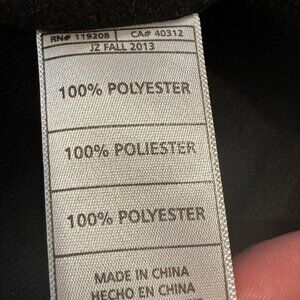 RN# 119208 CA# 40312
JZ FALL 2013
100% POLYESTER
100% POLIESTER
100% POLYESTER
MADE IN CHINA
HECHO EN CHINA